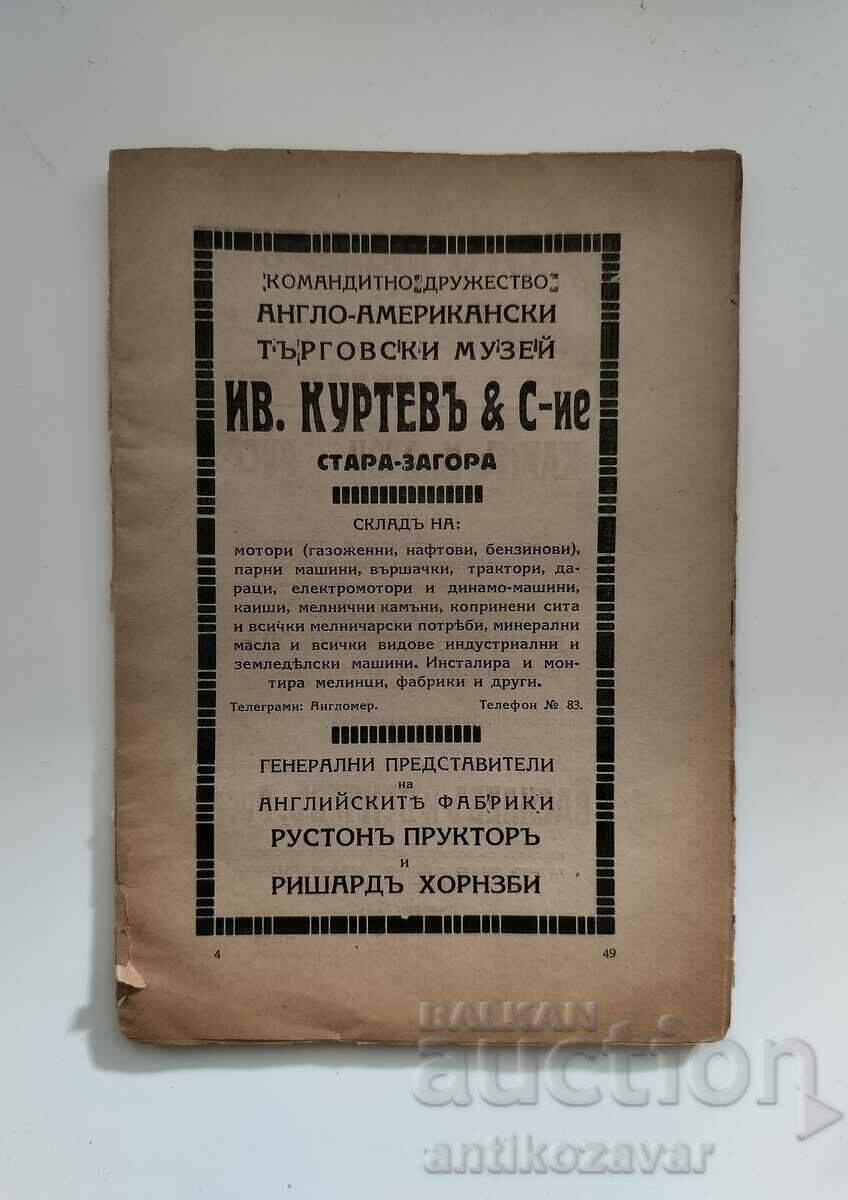 КОМАНДИТНО ДРУЖЕСТВО
АНГЛО-АМЕРИКАНСКИ
ТЪРГОВСКИ МУЗЕЙ
ИВ. КУРТЕВЪ & С-ие
СТАРА-ЗАГОРА
СКЛАДЪ НА:
мотори (газоженни, нафтови, бензинови),
парни машини, вършачки, трактори, да-
раци, електромотори и динамо-машини,
каиши, мелнични камъни, копринени сита
и всички мелничарски потрѣби, минерални
масла и всички видове индустриални и
земледѣлски машини. Инсталира и мон-
тира мелинци, фабрики и други.
Телеграми: Англомер. Телефон № 83.
ГЕНЕРАЛНИ ПРЕДСТАВИТЕЛИ
на
АНГЛИЙСКИТѢ ФАБРИКИ
РУСТОНЪ ПРУКТОРЪ
и
РИШАРДЪ ХОРНЗБИ
4 49
BALKAN
auction
antikozavar